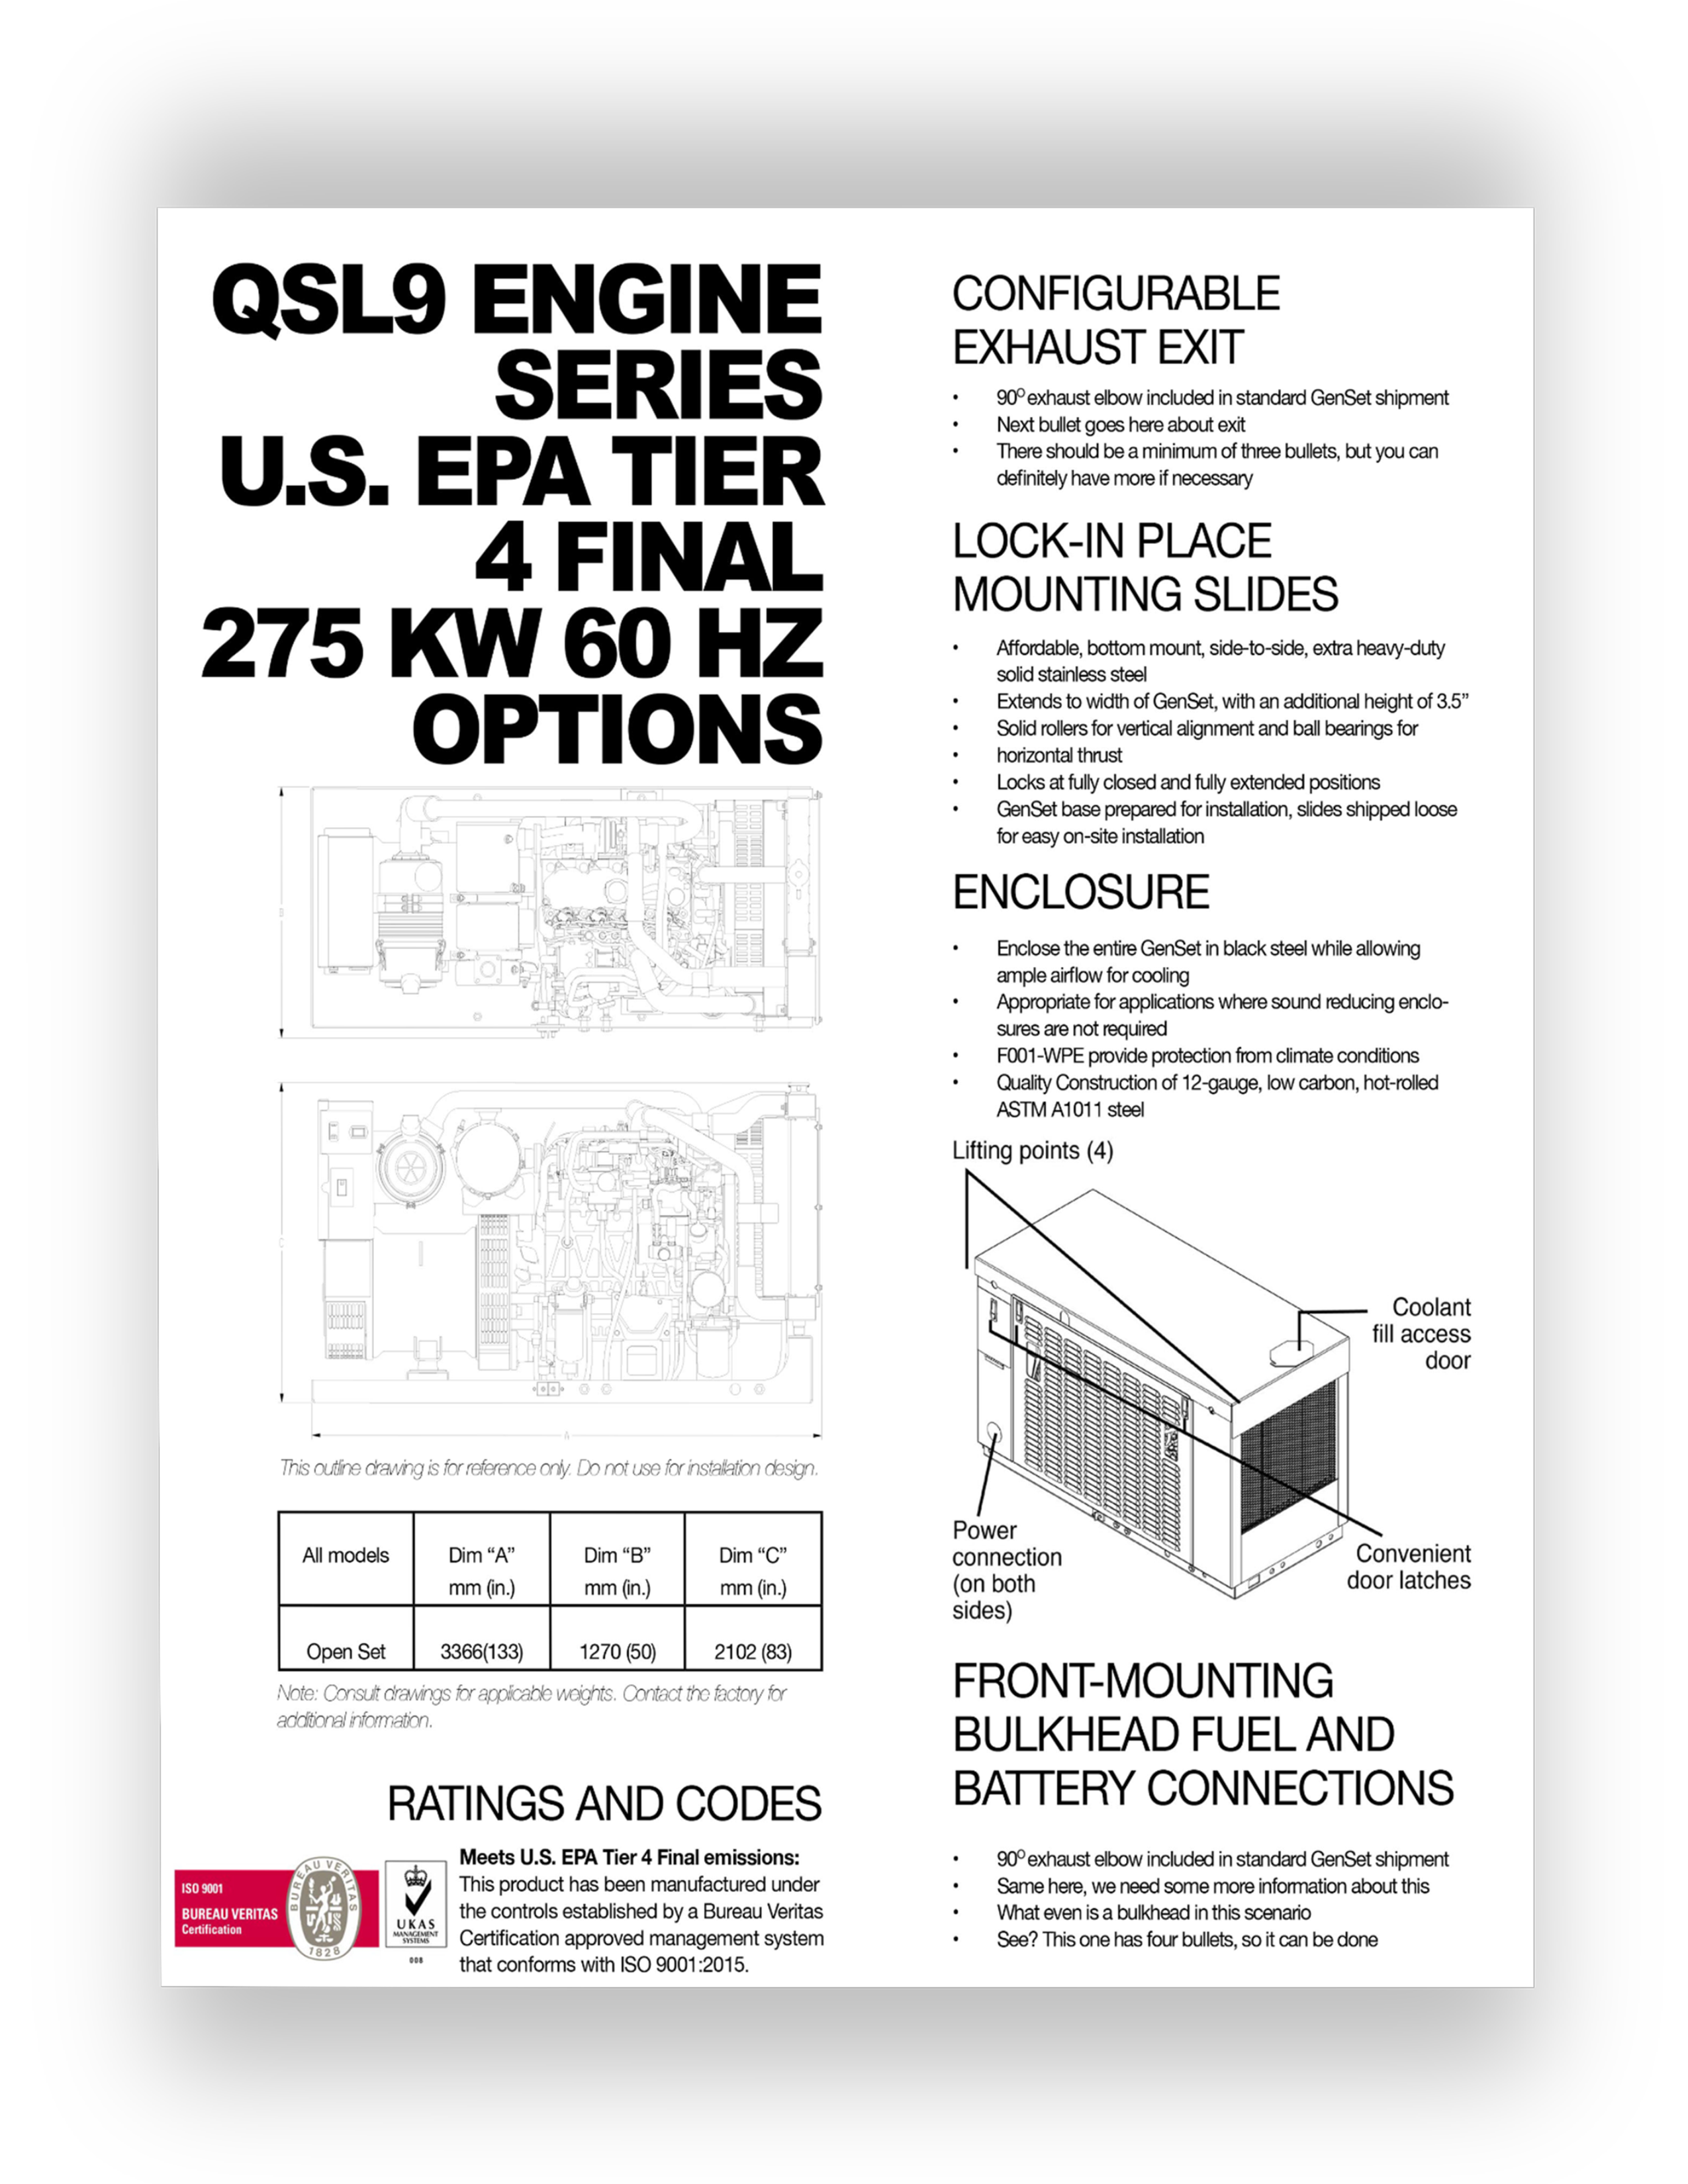 QSL9 ENGINE
SERIES
U.S. EPA TIER
4 FINAL
275 KW 60 HZ
OPTIONS
B
C
A
This outline drawing is for reference only. Do not use for installation design.
All models
Dim “A”
mm (in.)
Dim “B”
mm (in.)
Dim “C”
mm (in.)
Open Set
3366(133)
1270 (50)
2102 (83)
Note: Consult drawings for applicable weights. Contact the factory for
additional information.
RATINGS AND CODES
ISO 9001
BUREAU VERITAS
Certification
BUREAU VERITAS
1828
UKAS
MANAGEMENT
SYSTEMS
008
Meets U.S. EPA Tier 4 Final emissions:
This product has been manufactured under
the controls established by a Bureau Veritas
Certification approved management system
that conforms with ISO 9001:2015.
CONFIGURABLE
EXHAUST EXIT
• 90º exhaust elbow included in standard GenSet shipment
• Next bullet goes here about exit
• There should be a minimum of three bullets, but you can
definitely have more if necessary
LOCK-IN PLACE
MOUNTING SLIDES
• Affordable, bottom mount, side-to-side, extra heavy-duty
solid stainless steel
• Extends to width of GenSet, with an additional height of 3.5”
• Solid rollers for vertical alignment and ball bearings for
• horizontal thrust
• Locks at fully closed and fully extended positions
• GenSet base prepared for installation, slides shipped loose
for easy on-site installation
ENCLOSURE
• Enclose the entire GenSet in black steel while allowing
ample airflow for cooling
• Appropriate for applications where sound reducing enclo-
sures are not required
• F001-WPE provide protection from climate conditions
• Quality Construction of 12-gauge, low carbon, hot-rolled
ASTM A1011 steel
Lifting points (4)
Coolant
fill access
door
Power
connection
(on both
sides)
Convenient
door latches
FRONT-MOUNTING
BULKHEAD FUEL AND
BATTERY CONNECTIONS
• 90º exhaust elbow included in standard GenSet shipment
• Same here, we need some more information about this
• What even is a bulkhead in this scenario
• See? This one has four bullets, so it can be done